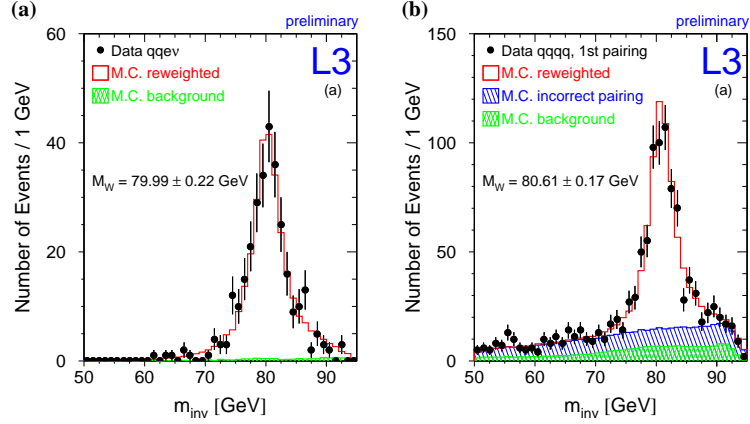 (a)
preliminary
Number of Events / 1 GeV
60
40
20
0
Data qqeν
M.C. reweighted
M.C. background
L3
(a)
M_W = 79.99 ± 0.22 GeV
50 60 70 80 90
m_inv [GeV]
(b)
preliminary
Number of Events / 1 GeV
150
100
50
0
Data qqqq, 1st pairing
M.C. reweighted
M.C. incorrect pairing
M.C. background
L3
(a)
M_W = 80.61 ± 0.17 GeV
50 60 70 80 90
m_inv [GeV]